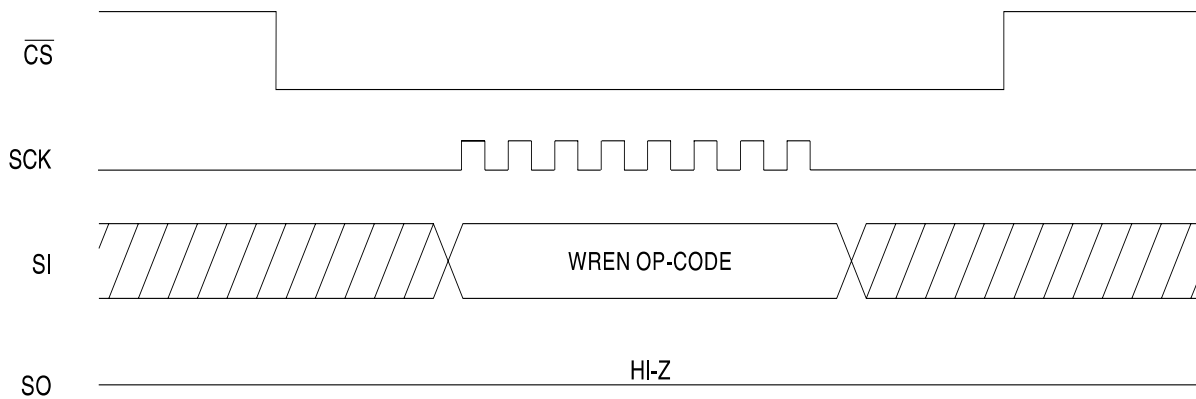 CS
SCK
SI
WREN OP-CODE
HI-Z
SO